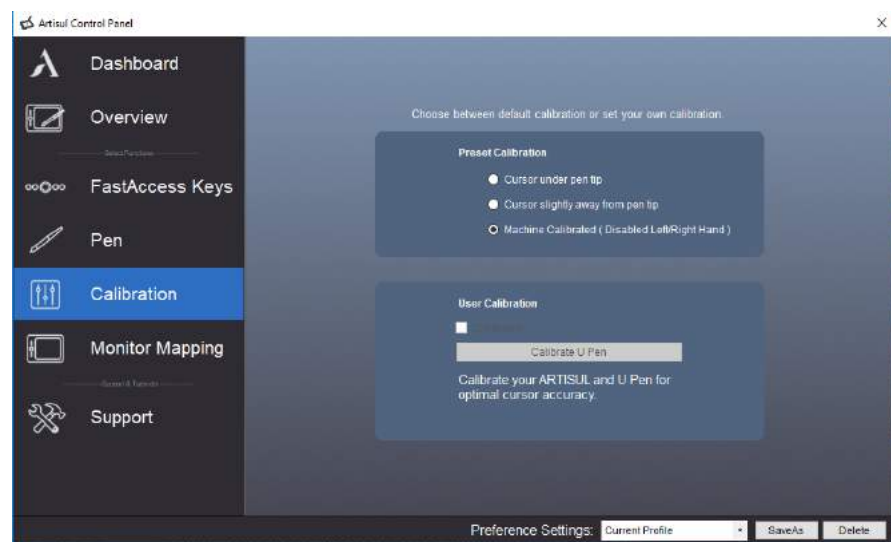 Artisul Control Panel
Dashboard
Overview
FastAccess Keys
Pen
Calibration
Monitor Mapping
Support
Choose between default calibration or set your own calibration.
Preset Calibration
Cursor under pen tip
Cursor slightly away from pen tip
Machine Calibrated ( Disabled Left/Right Hand )
User Calibration
Calibrate U Pen
Calibrate your ARTISUL and U Pen for
optimal cursor accuracy.
Preference Settings: Current Profile SaveAs Delete